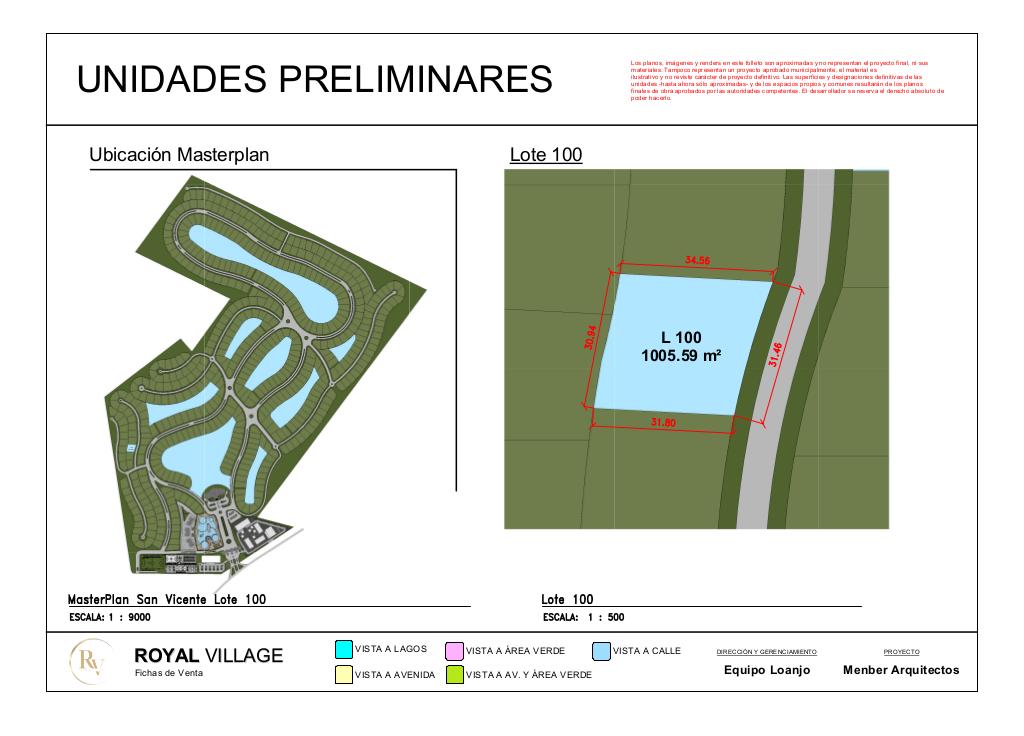 UNIDADES PRELIMINARES
Los planos, imágenes y renders en este folleto son aproximadas y no representan el proyecto final, ni sus
materiales. Tampoco representan un proyecto aprobado municipalmente, el material es
ilustrativo y no reviste carácter de proyecto definitivo. Las superficies y designaciones definitivas de las
unidades -hasta ahora sólo aproximadas- y de los espacios propios y comunes resultarán de los planos
finales de obra aprobados por las autoridades competentes. El desarrollador se reserva el derecho absoluto de
poder hacerlo.
Ubicación Masterplan
Lote 100
34.56
30.94
L 100
1005.59 m²
31.46
31.80
MasterPlan San Vicente Lote 100
ESCALA: 1 : 9000
Lote 100
ESCALA: 1 : 500
RV
ROYAL VILLAGE
Fichas de Venta
VISTA A LAGOS
VISTA A ÁREA VERDE
VISTA A CALLE
VISTA A AVENIDA
VISTA A AV. Y ÁREA VERDE
DIRECCIÓN Y GERENCIAMIENTO
Equipo Loanjo
PROYECTO
Menber Arquitectos